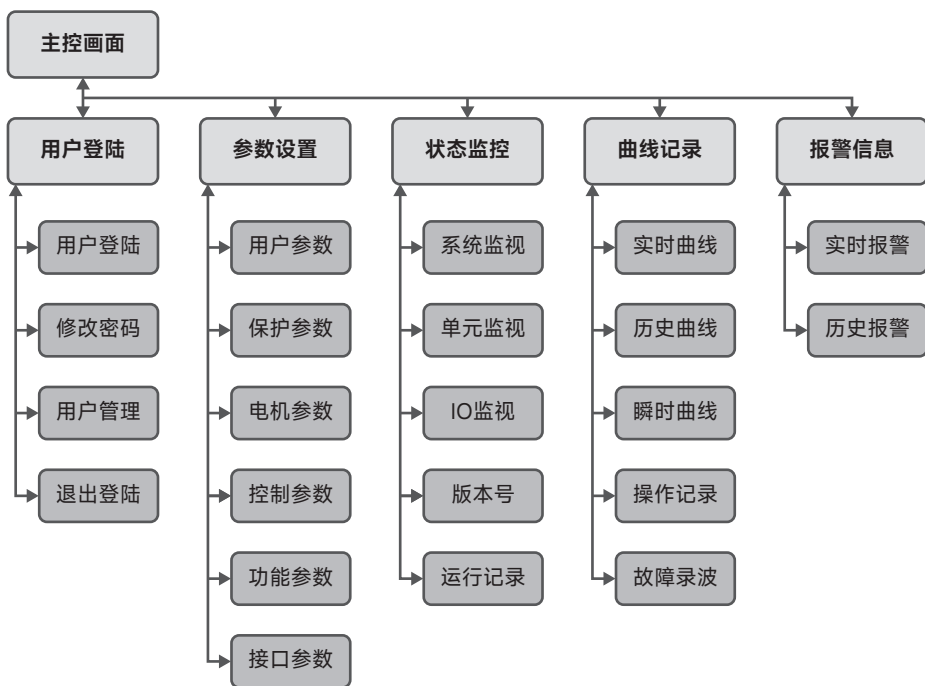 主控画面
用户登陆
参数设置
状态监控
曲线记录
报警信息
用户登陆
用户参数
系统监视
实时曲线
实时报警
修改密码
保护参数
单元监视
历史曲线
历史报警
用户管理
电机参数
IO监视
瞬时曲线
退出登陆
控制参数
版本号
操作记录
功能参数
运行记录
故障录波
接口参数